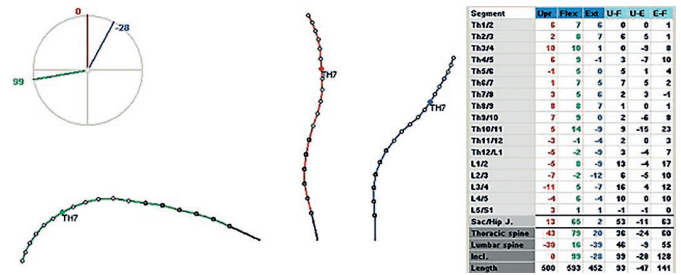 0
-28
99
TH7
TH7
TH7
Segment Upr Flex Ext U-F U-E E-F
Th1/2 6 7 6 0 0 1
Th2/3 2 8 7 6 5 1
Th3/4 10 10 1 0 -9 8
Th4/5 6 9 -1 3 -7 10
Th5/6 -1 5 0 5 1 4
Th6/7 1 7 5 7 5 2
Th7/8 3 5 6 2 3 -1
Th8/9 8 8 7 1 0 1
Th9/10 7 9 0 2 -6 8
Th10/11 5 14 -9 9 -15 23
Th11/12 -3 -1 -4 2 0 3
Th12/L1 -5 -2 -9 3 -4 7
L1/2 -5 8 -9 13 -4 17
L2/3 -7 -2 -12 6 -5 10
L3/4 -11 5 -7 16 4 12
L4/5 -4 6 -4 10 0 10
L5/S1 3 1 1 -1 -1 0
Sac/Hip J. 13 65 2 53 -11 63
Thoracic spine 43 79 20 36 -24 60
Lumbar spine -30 16 -39 46 -9 55
Incl. 0 99 -28 99 -28 128
Length 500 593 452 93 -47 141